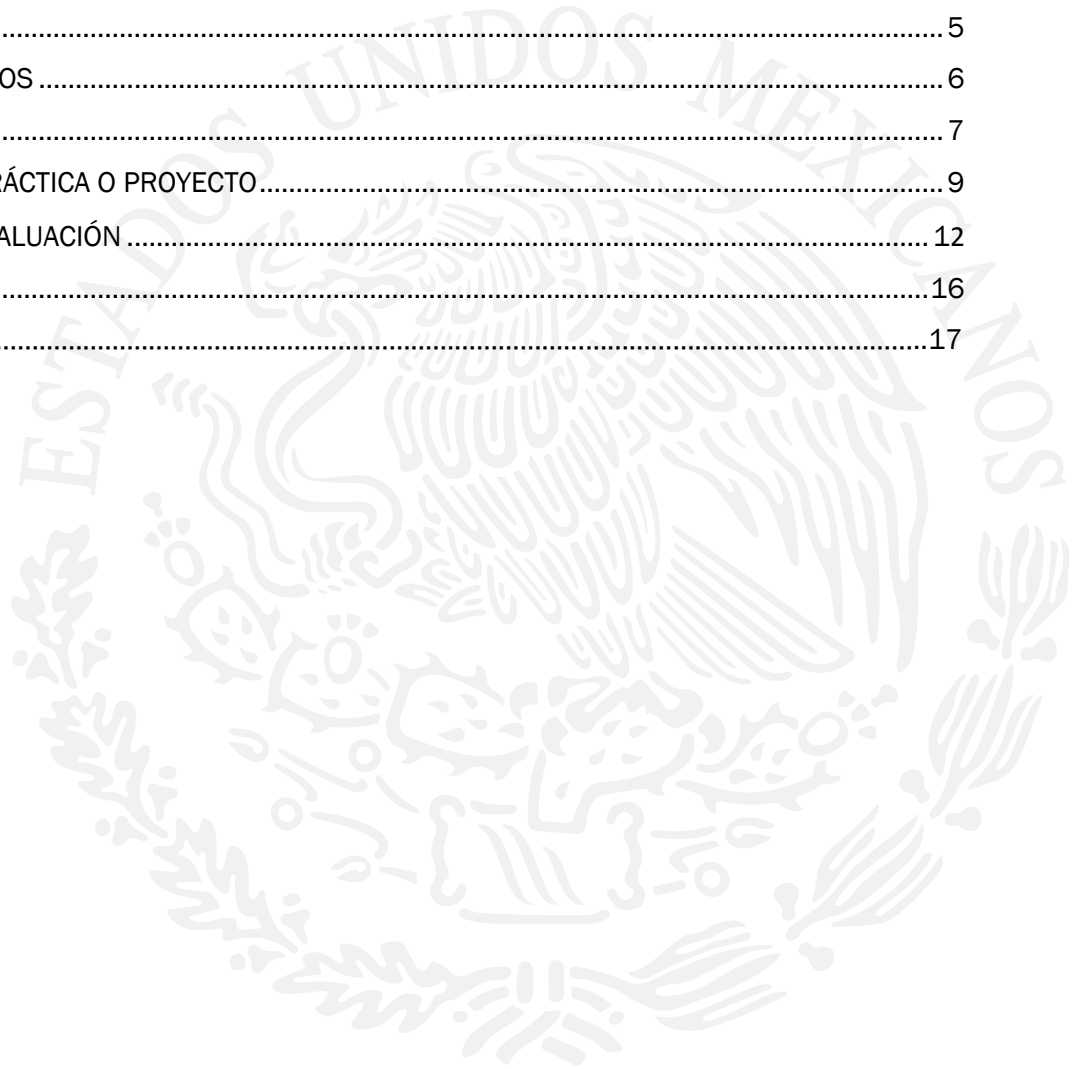 5
OS 6
7
RÁCTICA O PROYECTO 9
ALUACIÓN 12
16
17
ESTADOS UNIDOS MEXICANOS